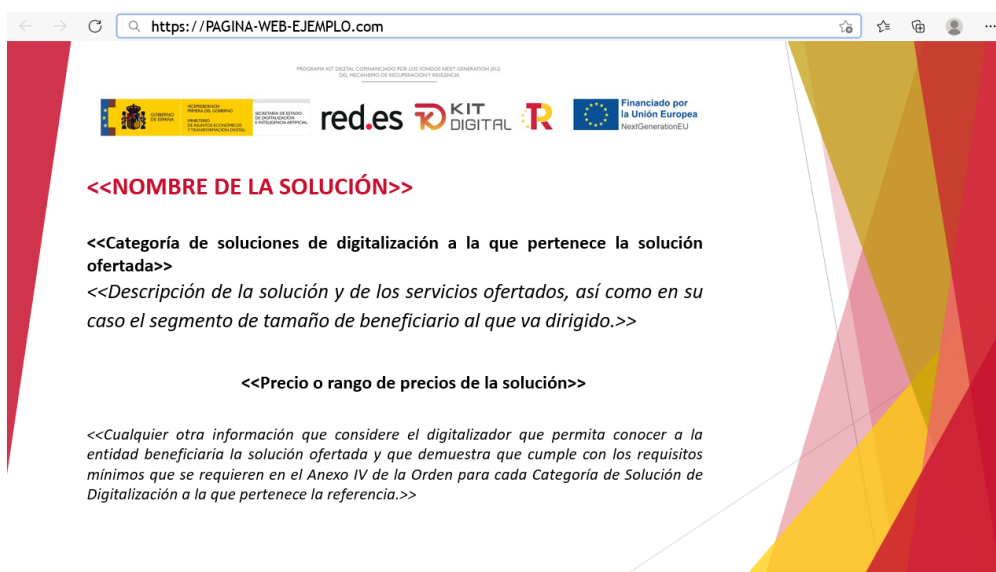 https://PAGINA-WEB-EJEMPLO.com
PROGRAMA KIT DIGITAL COFINANCIADO POR LOS FONDOS NEXT GENERATION (EU)
DEL MECANISMO DE RECUPERACIÓN Y RESILIENCIA
GOBIERNO
DE ESPAÑA
VICEPRESIDENCIA
PRIMERA DEL GOBIERNO
MINISTERIO
DE ASUNTOS ECONÓMICOS
Y TRANSFORMACIÓN DIGITAL
SECRETARÍA DE ESTADO
DE DIGITALIZACIÓN
E INTELIGENCIA ARTIFICIAL
red.es
KIT
DIGITAL
R
Financiado por
la Unión Europea
NextGenerationEU
<<NOMBRE DE LA SOLUCIÓN>>
<<Categoría de soluciones de digitalización a la que pertenece la solución
ofertada>>
<<Descripción de la solución y de los servicios ofertados, así como en su
caso el segmento de tamaño de beneficiario al que va dirigido.>>
<<Precio o rango de precios de la solución>>
<<Cualquier otra información que considere el digitalizador que permita conocer a la
entidad beneficiaria la solución ofertada y que demuestra que cumple con los requisitos
mínimos que se requieren en el Anexo IV de la Orden para cada Categoría de Solución de
Digitalización a la que pertenece la referencia.>>